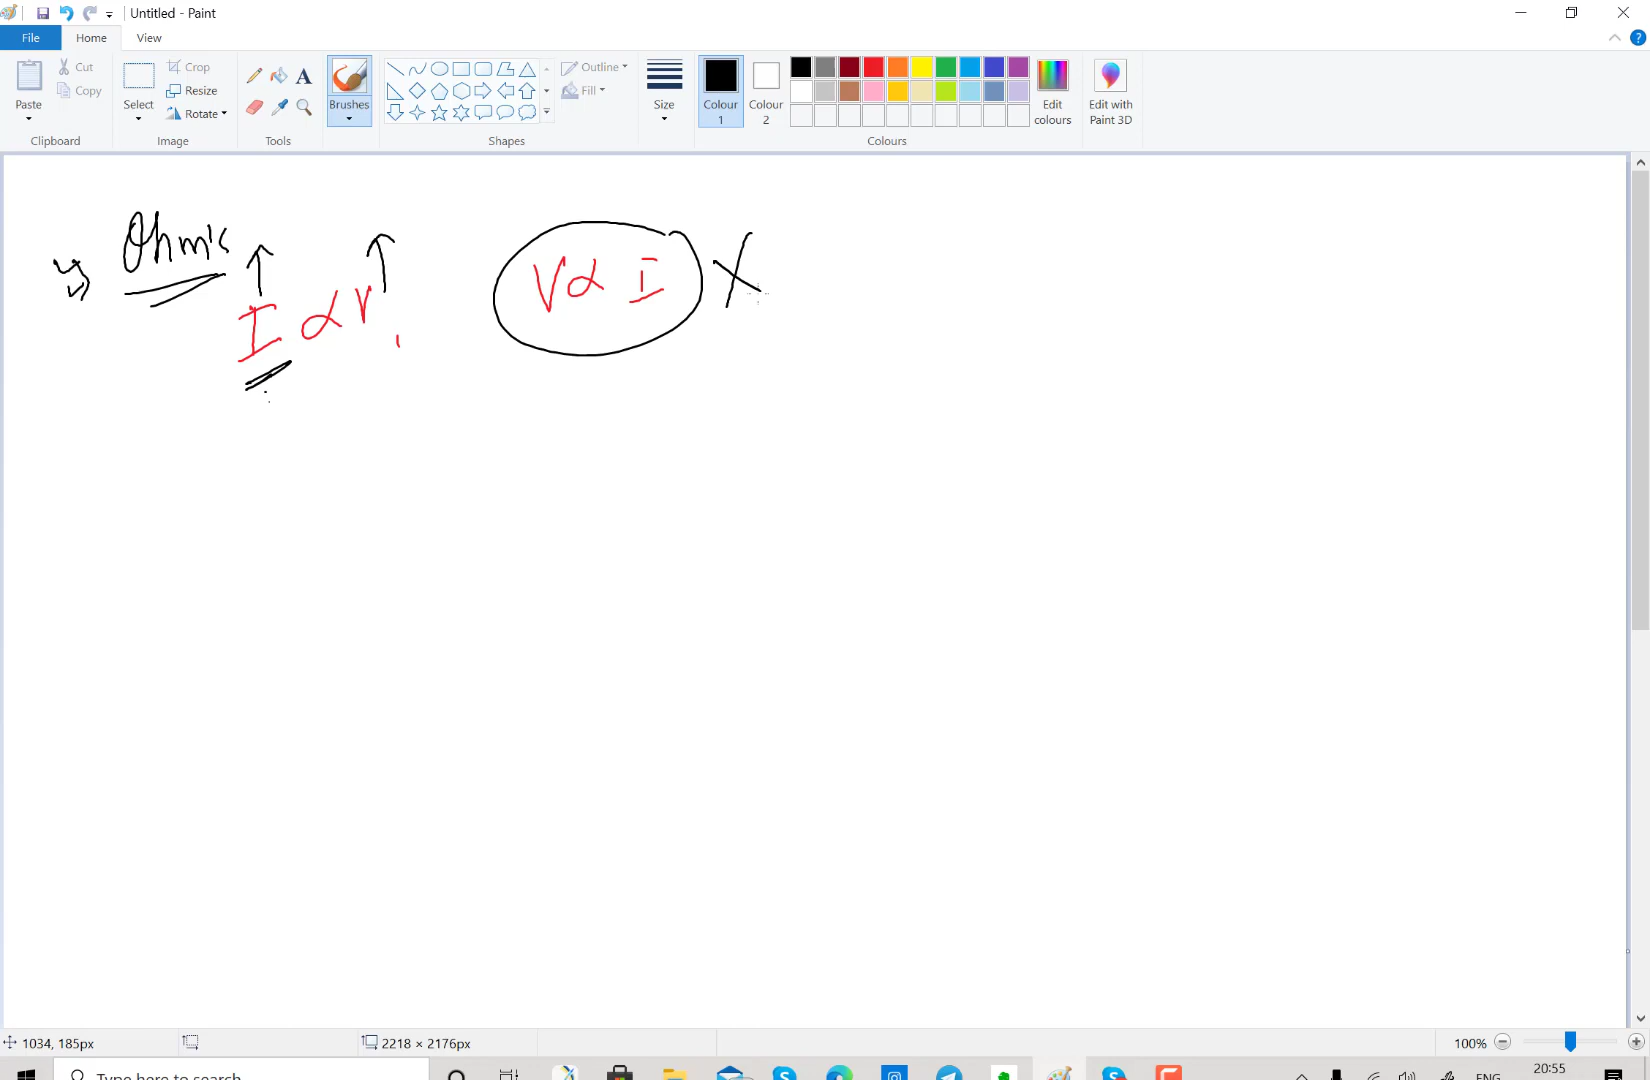 Untitled - Paint
File Home View
Paste
Cut
Copy
Clipboard
Select
Crop
Resize
Rotate
Image
A
Tools
Brushes
Shapes
Outline
Fill
Size
Colour 1
Colour 2
Edit colours
Colours
Edit with Paint 3D
Ohm's
V ∝ I X
I ∝ V
1034, 185px
2218 × 2176px
100%
Type here to search
ENG
20:55